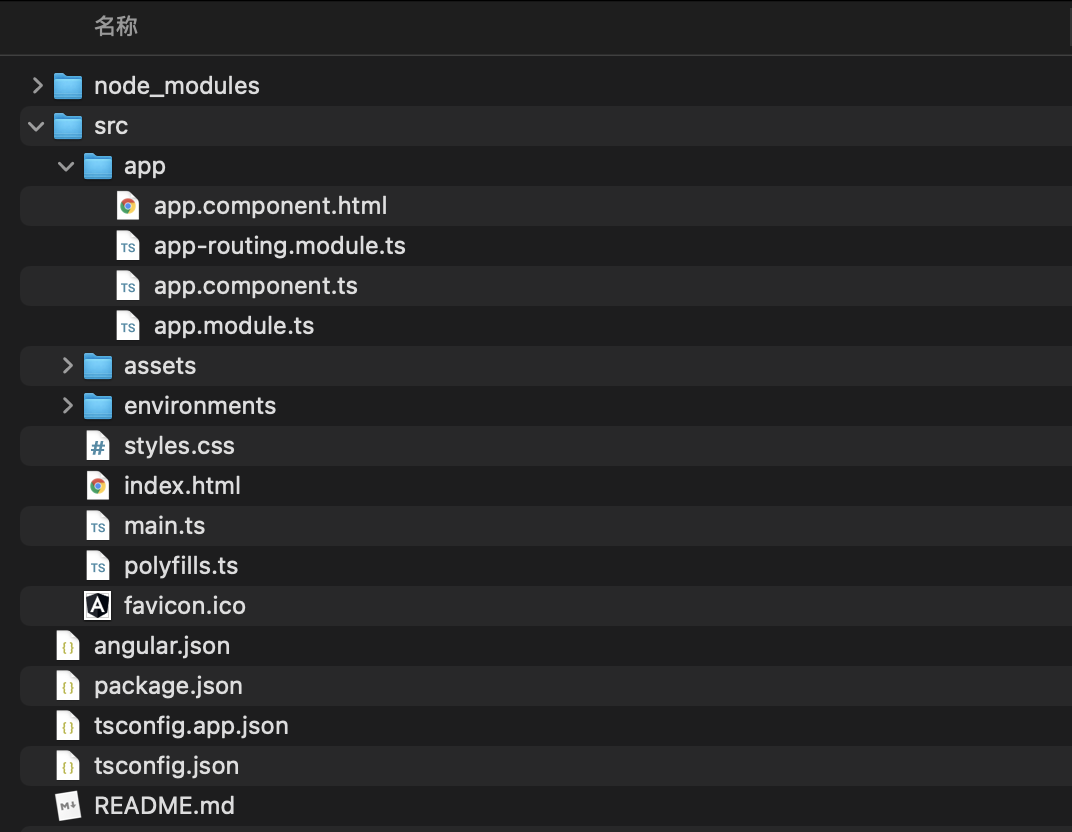 名称
node_modules
src
app
app.component.html
TS app-routing.module.ts
TS app.component.ts
TS app.module.ts
assets
environments
# styles.css
index.html
TS main.ts
TS polyfills.ts
A favicon.ico
{} angular.json
{} package.json
{} tsconfig.app.json
{} tsconfig.json
M↓ README.md